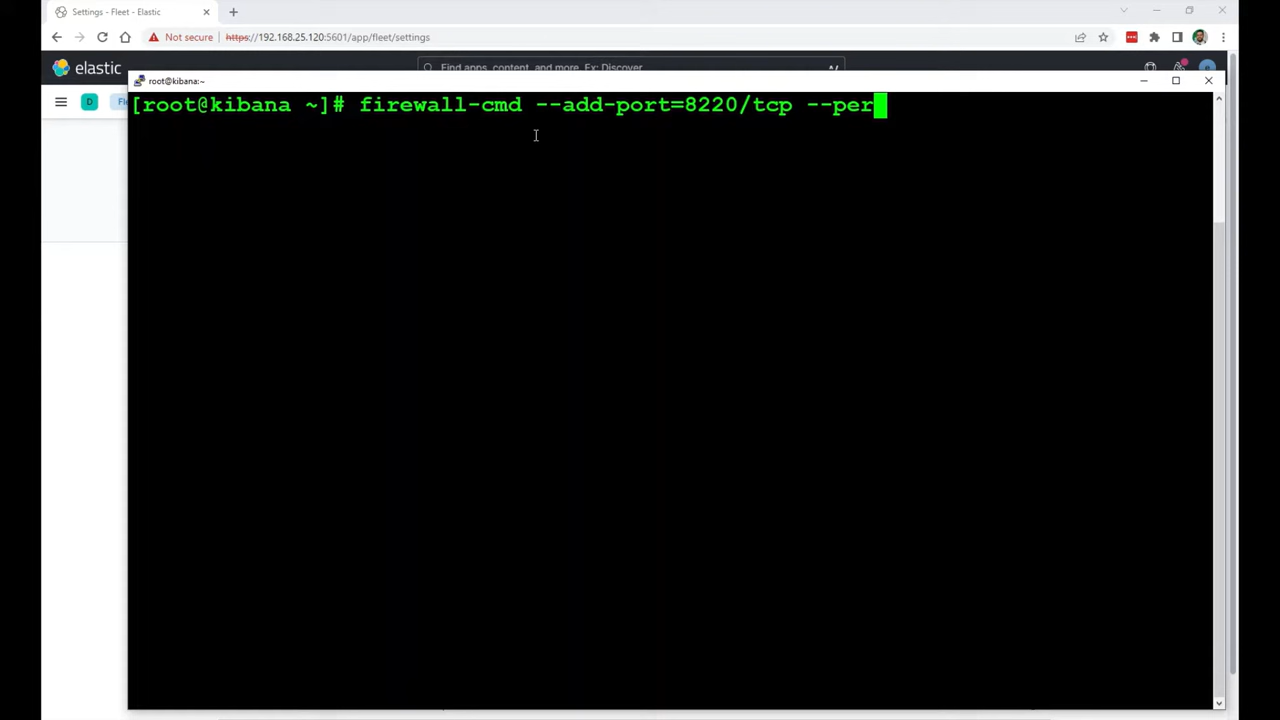 Settings - Fleet - Elastic
Not secure
https://192.168.25.120:5601/app/fleet/settings
elastic
Find apps, content, and more. Ex: Discover
root@kibana:~
D
Fle
[root@kibana ~]# firewall-cmd --add-port=8220/tcp --per